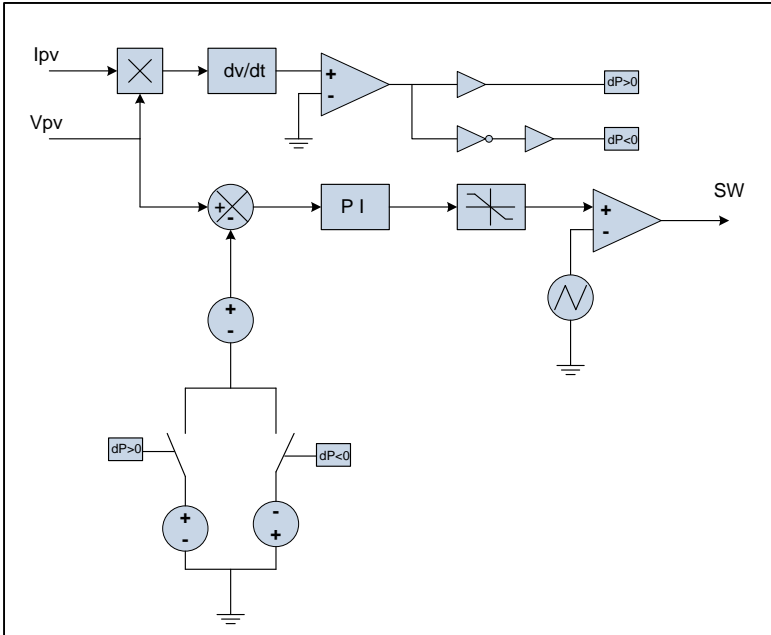 Ipv
dv/dt
+
-
dP>0
Vpv
dP<0
+
-
P I
+
-
SW
+
-
dP>0
dP<0
+
-
-
+